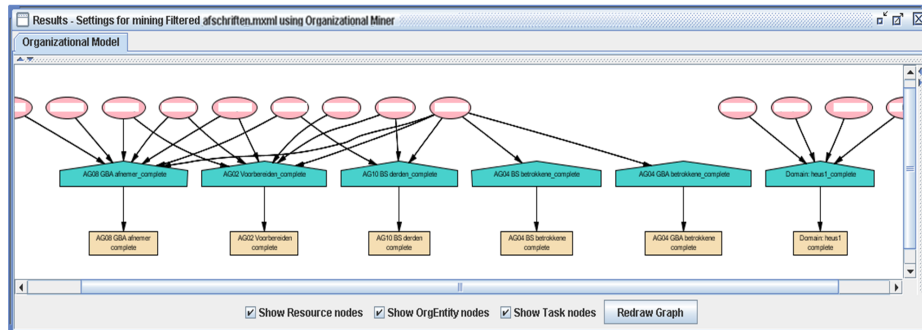 Results - Settings for mining Filtered afschriften.mxml using Organizational Miner
Organizational Model
AG08 GBA afnemer_complete
AG02 Voorbereiden_complete
AG10 BS derden_complete
AG04 BS betrokkene_complete
AG04 GBA betrokkene_complete
Domain: heus1_complete
AG08 GBA afnemer
complete
AG02 Voorbereiden
complete
AG10 BS derden
complete
AG04 BS betrokkene
complete
AG04 GBA betrokkene
complete
Domain: heus1
complete
Show Resource nodes
Show OrgEntity nodes
Show Task nodes
Redraw Graph